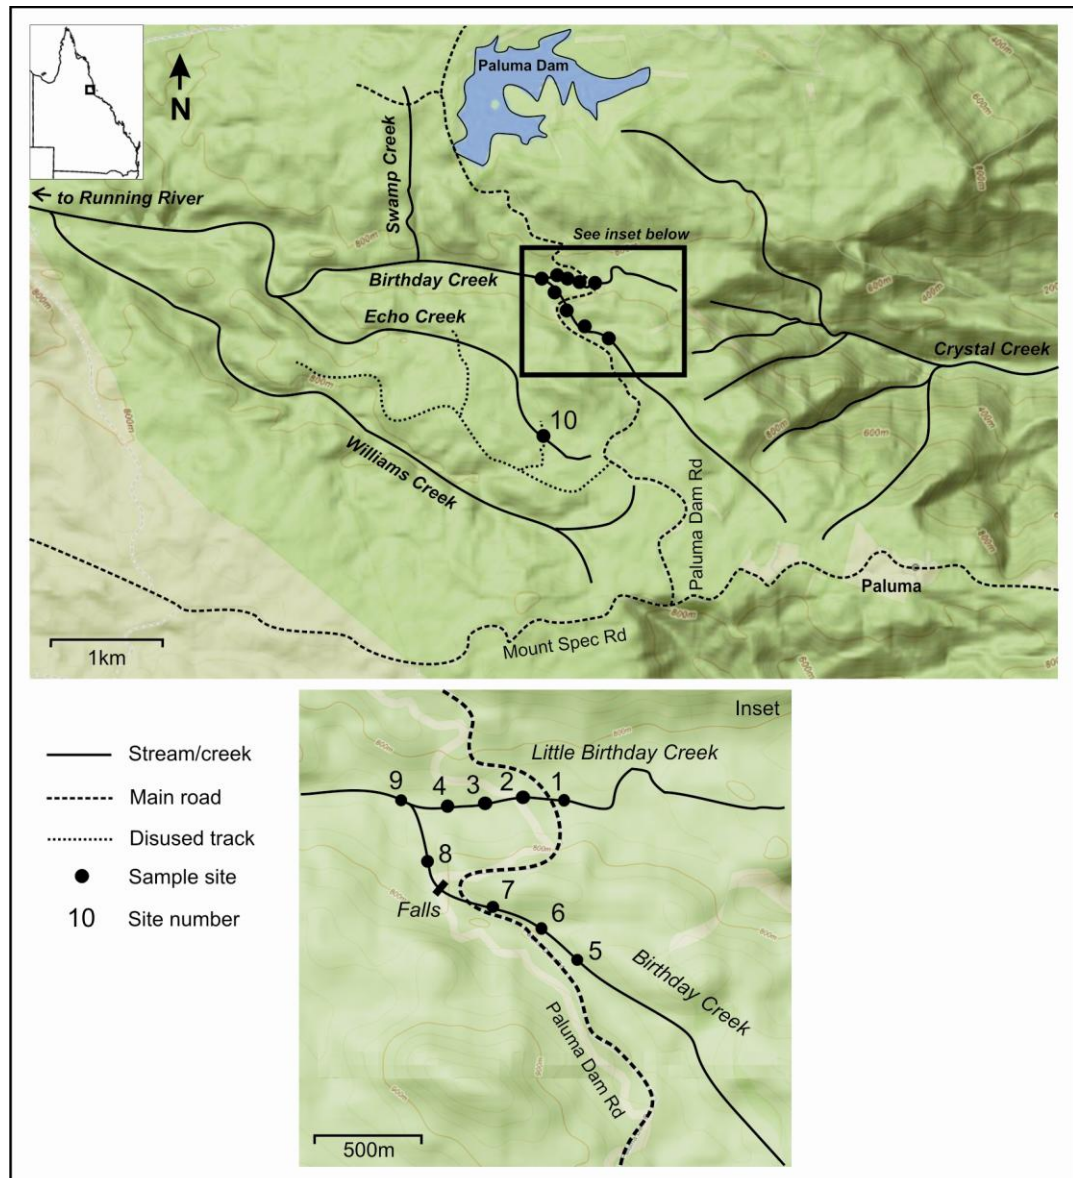 Paluma Dam
N
Swamp Creek
← to Running River
See inset below
Birthday Creek
Echo Creek
Crystal Creek
10
Williams Creek
Paluma Dam Rd
Paluma
Mount Spec Rd
1km
800m
600m
400m
Inset
Little Birthday Creek
9
4
3
2
1
8
7
Falls
6
5
Birthday Creek
Paluma Dam Rd
500m
Stream/creek
Main road
Disused track
Sample site
10 Site number